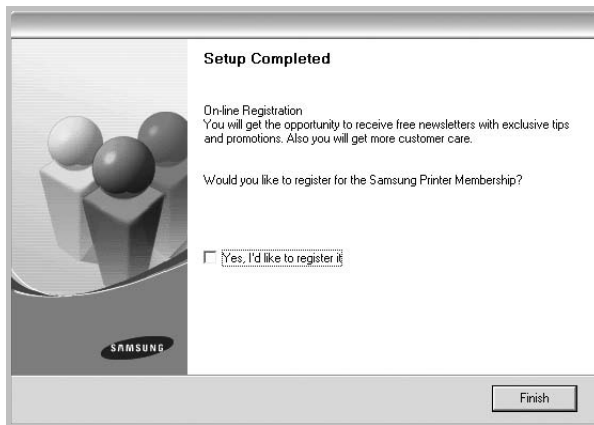 Setup Completed
On-line Registration
You will get the opportunity to receive free newsletters with exclusive tips
and promotions. Also you will get more customer care.
Would you like to register for the Samsung Printer Membership?
Yes, I'd like to register it
SAMSUNG
Finish